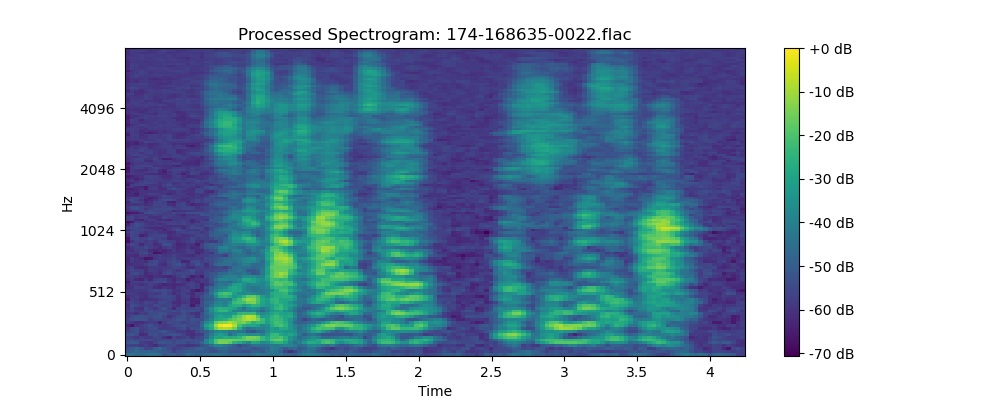 Processed Spectrogram: 174-168635-0022.flac
Hz
4096
2048
1024
512
0
0
0.5
1
1.5
2
2.5
3
3.5
4
Time
+0 dB
-10 dB
-20 dB
-30 dB
-40 dB
-50 dB
-60 dB
-70 dB